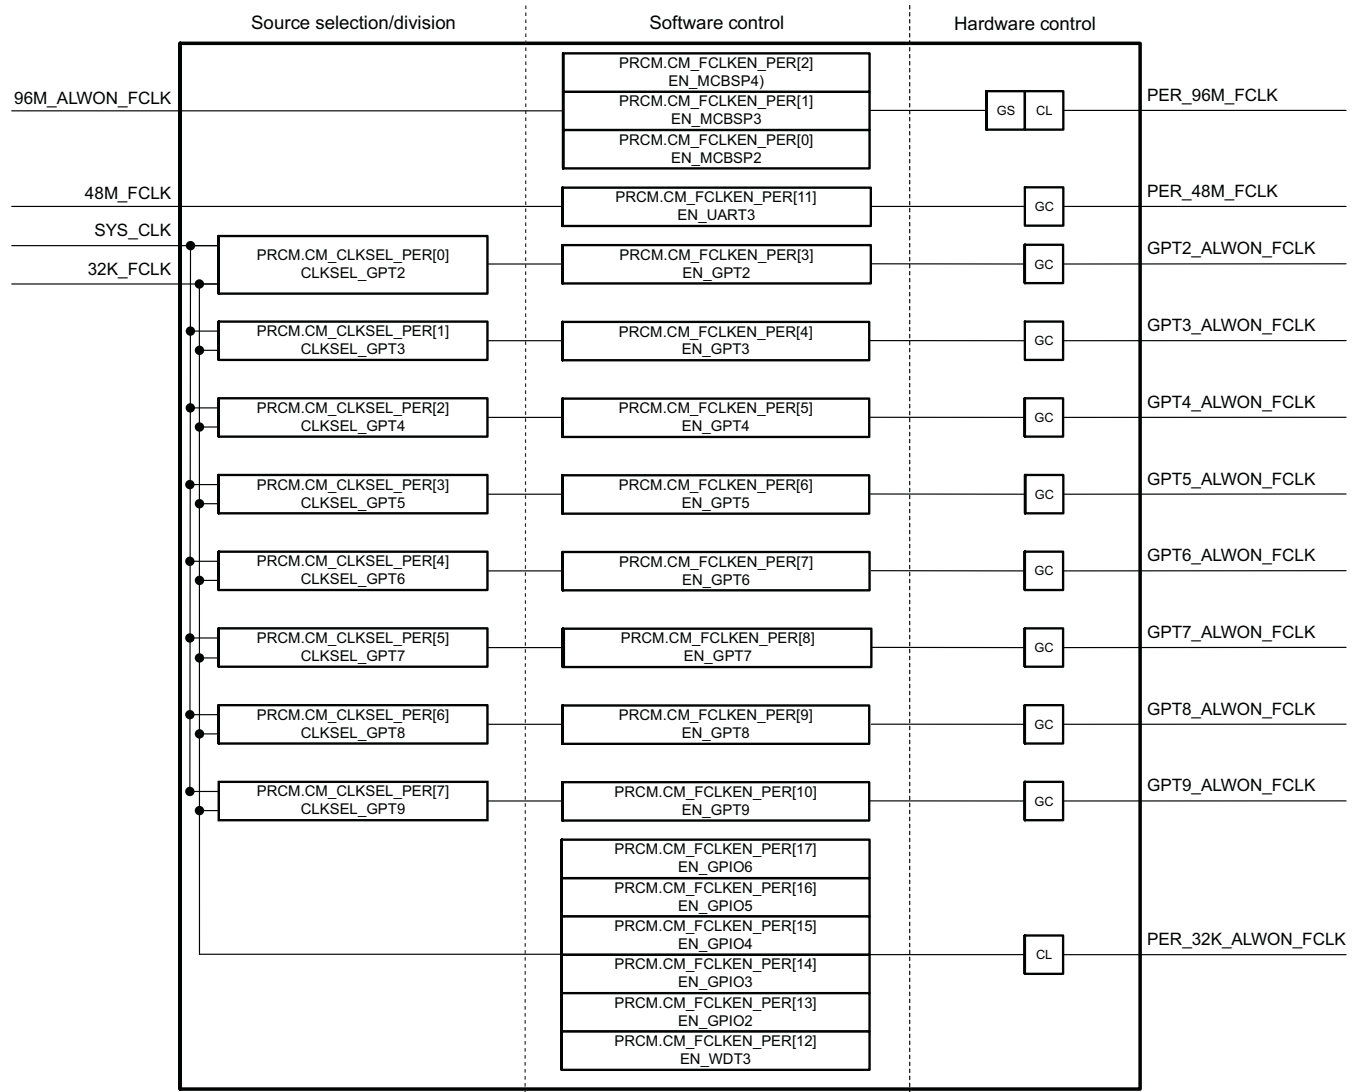 Source selection/division
Software control
Hardware control
PRCM.CM_FCLKEN_PER[2]
EN_MCBSP4)
96M_ALWON_FCLK
PRCM.CM_FCLKEN_PER[1]
EN_MCBSP3
GS
CL
PER_96M_FCLK
PRCM.CM_FCLKEN_PER[0]
EN_MCBSP2
48M_FCLK
PRCM.CM_FCLKEN_PER[11]
EN_UART3
GC
PER_48M_FCLK
SYS_CLK
32K_FCLK
PRCM.CM_CLKSEL_PER[0]
CLKSEL_GPT2
PRCM.CM_FCLKEN_PER[3]
EN_GPT2
GC
GPT2_ALWON_FCLK
PRCM.CM_CLKSEL_PER[1]
CLKSEL_GPT3
PRCM.CM_FCLKEN_PER[4]
EN_GPT3
GC
GPT3_ALWON_FCLK
PRCM.CM_CLKSEL_PER[2]
CLKSEL_GPT4
PRCM.CM_FCLKEN_PER[5]
EN_GPT4
GC
GPT4_ALWON_FCLK
PRCM.CM_CLKSEL_PER[3]
CLKSEL_GPT5
PRCM.CM_FCLKEN_PER[6]
EN_GPT5
GC
GPT5_ALWON_FCLK
PRCM.CM_CLKSEL_PER[4]
CLKSEL_GPT6
PRCM.CM_FCLKEN_PER[7]
EN_GPT6
GC
GPT6_ALWON_FCLK
PRCM.CM_CLKSEL_PER[5]
CLKSEL_GPT7
PRCM.CM_FCLKEN_PER[8]
EN_GPT7
GC
GPT7_ALWON_FCLK
PRCM.CM_CLKSEL_PER[6]
CLKSEL_GPT8
PRCM.CM_FCLKEN_PER[9]
EN_GPT8
GC
GPT8_ALWON_FCLK
PRCM.CM_CLKSEL_PER[7]
CLKSEL_GPT9
PRCM.CM_FCLKEN_PER[10]
EN_GPT9
GC
GPT9_ALWON_FCLK
PRCM.CM_FCLKEN_PER[17]
EN_GPIO6
PRCM.CM_FCLKEN_PER[16]
EN_GPIO5
PRCM.CM_FCLKEN_PER[15]
EN_GPIO4
PRCM.CM_FCLKEN_PER[14]
EN_GPIO3
PRCM.CM_FCLKEN_PER[13]
EN_GPIO2
PRCM.CM_FCLKEN_PER[12]
EN_WDT3
CL
PER_32K_ALWON_FCLK